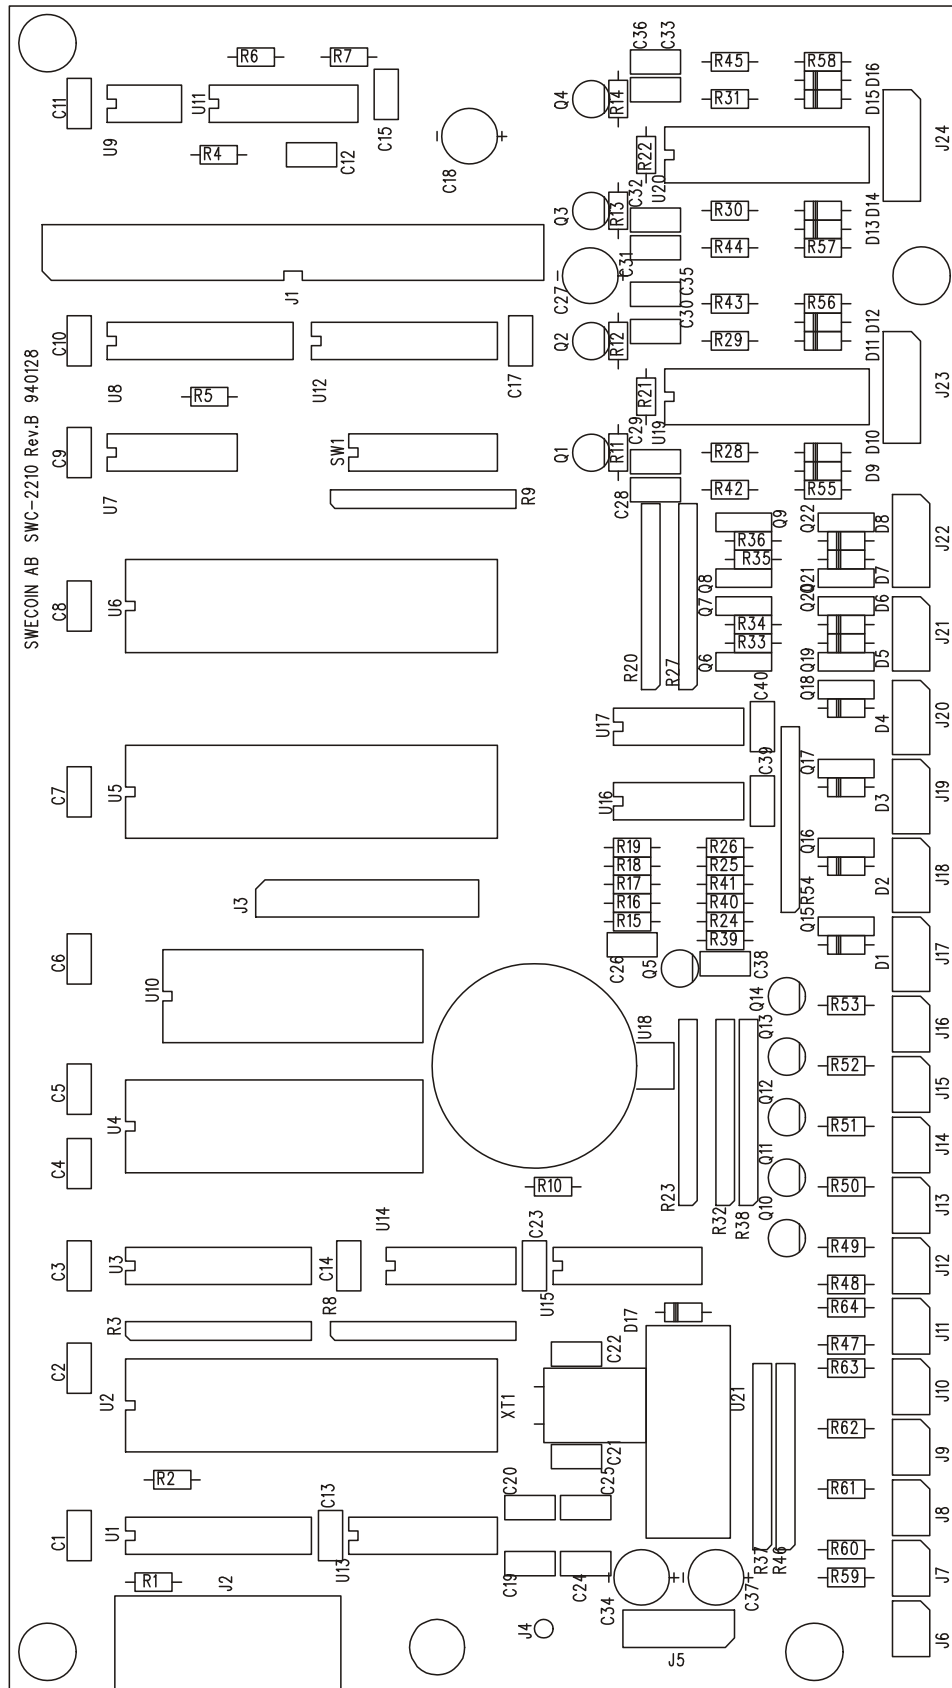 C36
C33
R6
R7
R45
R58
D16
C11
U9
U11
C15
Q4
R14
R31
D15
J24
R4
C12
C18
R22
U20
C32
Q3
R13
R30
D14
D13
C31
R44
R57
J1
C27
C35
R43
R56
D12
C30
C10
U8
U12
C17
Q2
R12
R29
D11
J23
SWECOIN AB SWC-2210 Rev.B 940128
R5
R21
U19
C29
C9
U7
SW1
Q1
R11
R28
D10
D9
R9
C28
R42
R55
Q9
Q22
D8
J22
R36
R35
Q8
Q21
D7
C8
U6
Q7
Q20
D6
J21
R34
R33
Q6
Q19
D5
R20
R27
C40
Q18
D4
J20
U17
C7
U5
C39
Q17
D3
J19
U16
Q16
D2
J18
R19
R26
R18
R25
R17
R41
R16
R40
R15
R24
R39
R54
J3
Q15
D1
J17
C6
C26
Q5
C38
U10
Q14
R53
J16
U18
Q13
C5
R52
J15
Q12
U4
R51
J14
C4
Q11
R10
R23
R32
R38
Q10
R50
J13
C3
U3
C14
U14
C23
U15
R49
J12
R48
R3
R8
D17
R64
J11
R47
C2
C22
R63
J10
U2
XT1
U21
C21
R62
J9
R2
C20
C25
R61
J8
C1
U1
C13
U13
R37
R46
R60
R1
J2
C19
C24
C34
C37
R59
J7
J4
J5
J6